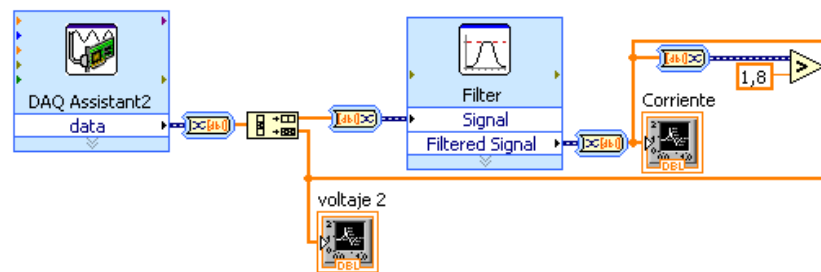 DAQ Assistant2
data
Filter
Signal
Filtered Signal
1,8
>
Corriente
DBL
voltaje 2
DBL